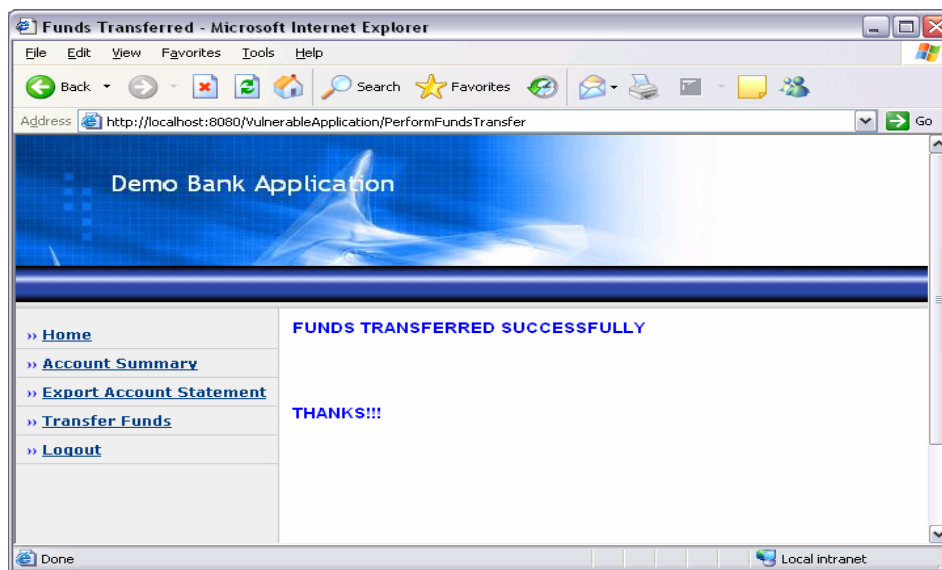 Funds Transferred - Microsoft Internet Explorer
File Edit View Favorites Tools Help
Back Search Favorites
Address http://localhost:8080/VulnerableApplication/PerformFundsTransfer Go
Demo Bank Application
» Home
» Account Summary
» Export Account Statement
» Transfer Funds
» Logout
FUNDS TRANSFERRED SUCCESSFULLY
THANKS!!!
Done Local intranet